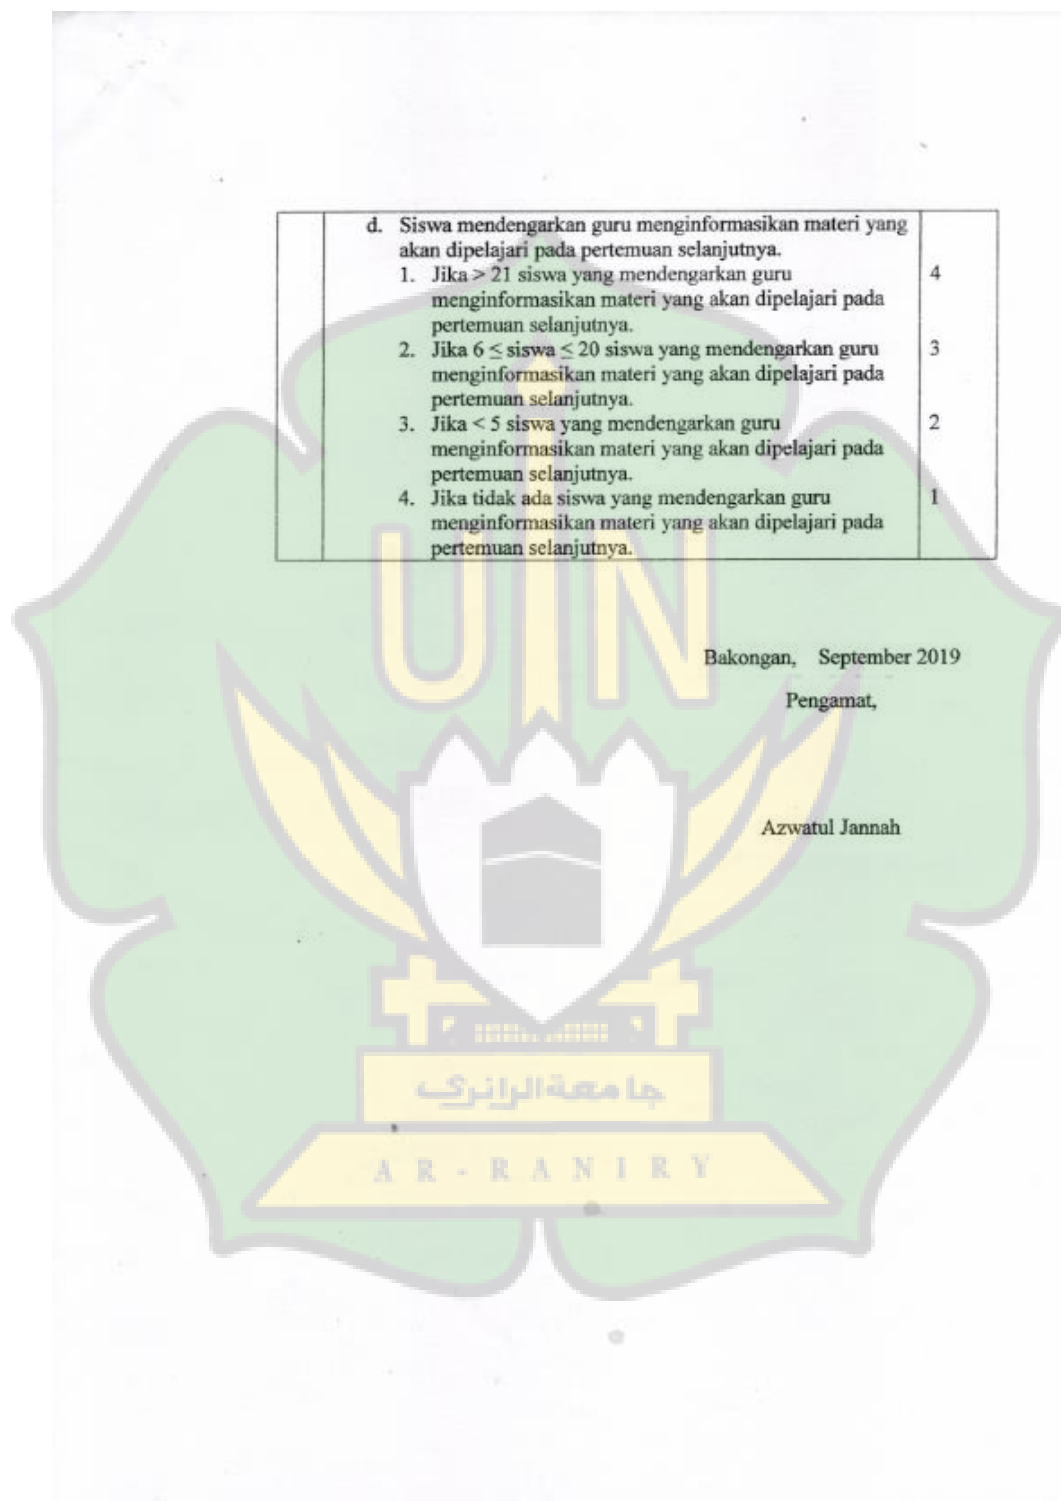 d. Siswa mendengarkan guru menginformasikan materi yang
akan dipelajari pada pertemuan selanjutnya.
1. Jika > 21 siswa yang mendengarkan guru 4
menginformasikan materi yang akan dipelajari pada
pertemuan selanjutnya.
2. Jika 6 ≤ siswa ≤ 20 siswa yang mendengarkan guru 3
menginformasikan materi yang akan dipelajari pada
pertemuan selanjutnya.
3. Jika < 5 siswa yang mendengarkan guru 2
menginformasikan materi yang akan dipelajari pada
pertemuan selanjutnya.
4. Jika tidak ada siswa yang mendengarkan guru 1
menginformasikan materi yang akan dipelajari pada
pertemuan selanjutnya.
UIN
Bakongan, September 2019
Pengamat,
Azwatul Jannah
جامعة الرانري
AR-RANIRY